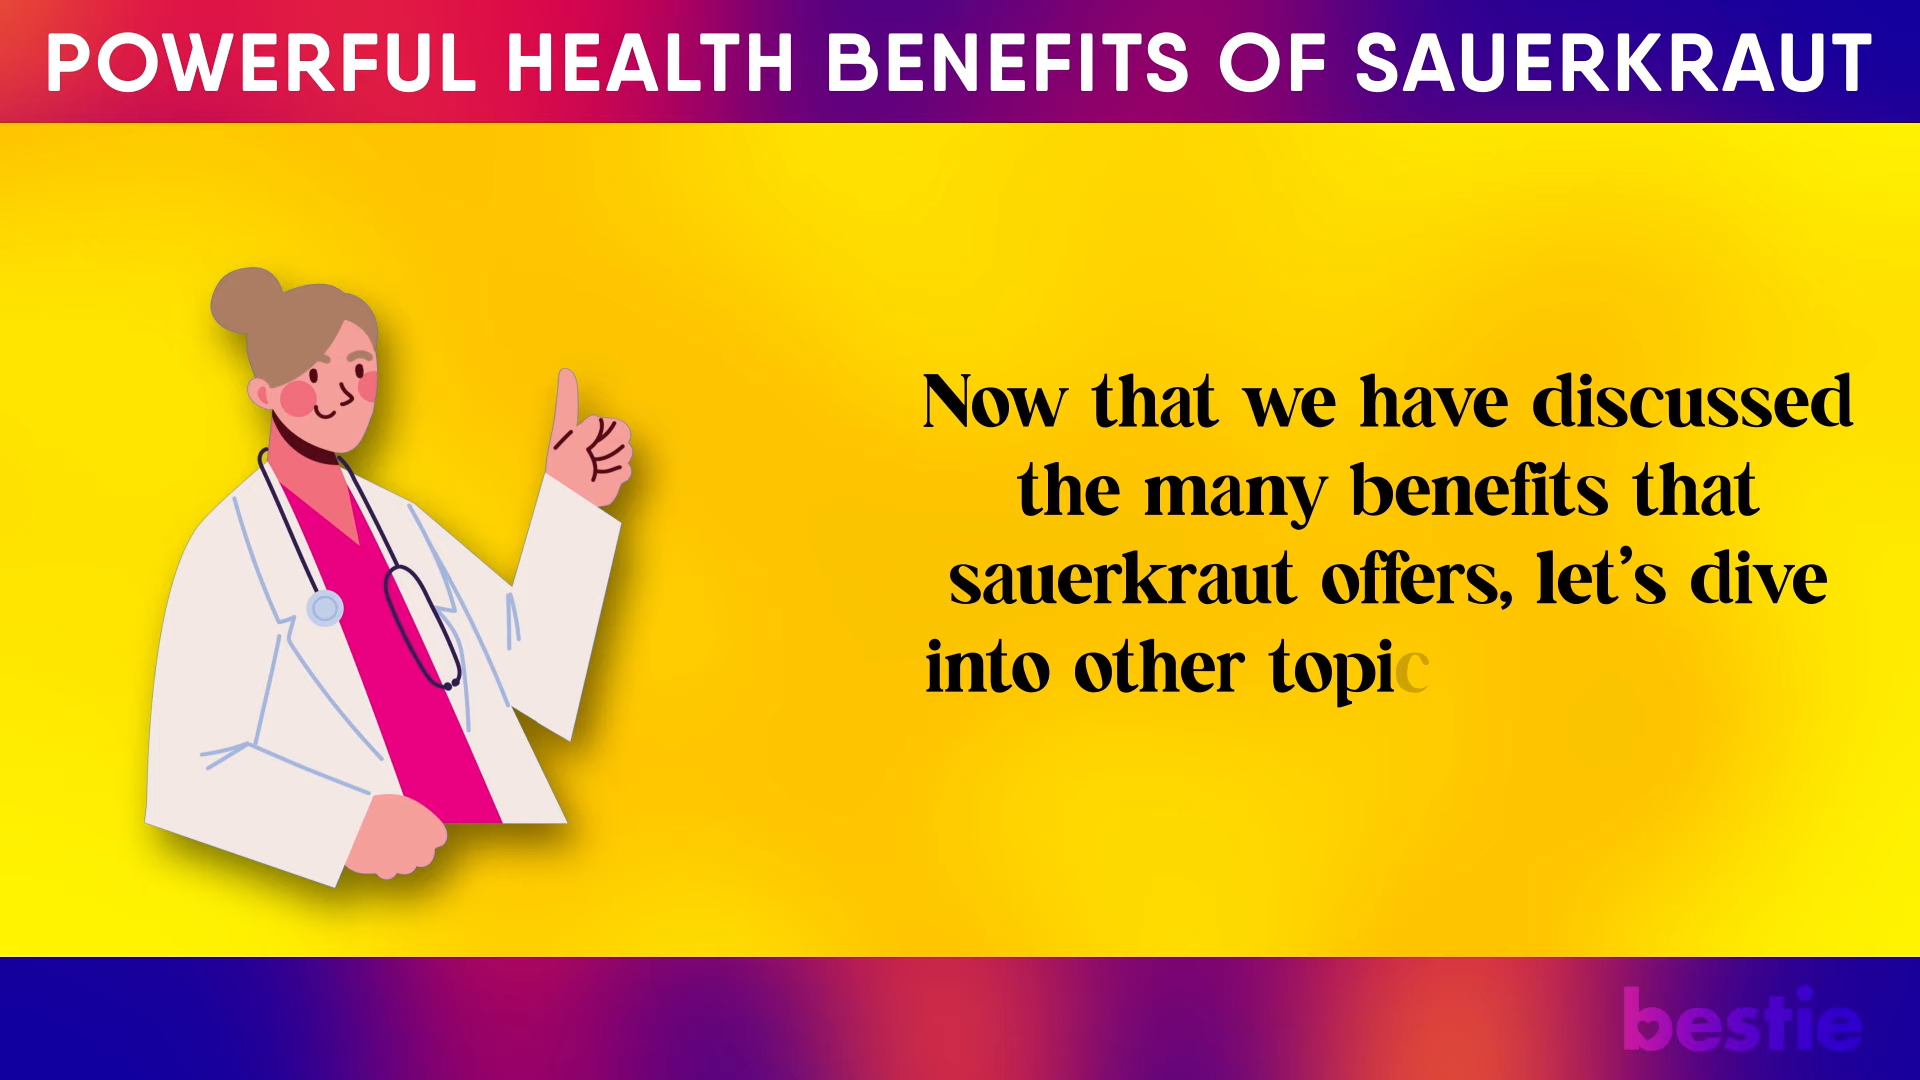 POWERFUL HEALTH BENEFITS OF SAUERKRAUT
Now that we have discussed
the many benefits that
sauerkraut offers, let’s dive
into other topic
bestie